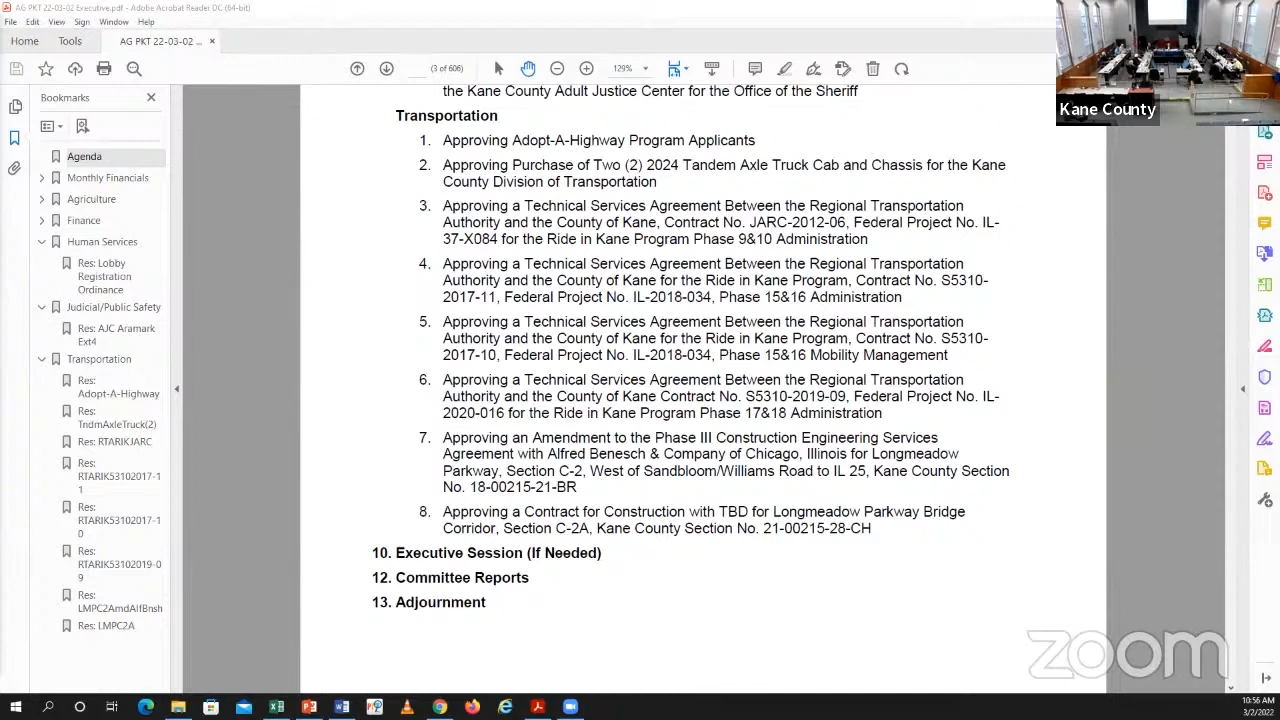 AG PKT 22-03-02 Executive.pdf - Adobe Acrobat Reader DC (64-bit)
File Edit View Sign Window Help
Home Tools AG PKT 22-03-02 ... ×
(3 of 606) 129%
Kane County
Bookmarks
Agenda
Monthly Financials
Agriculture
Finance
Human Services
Res: Lobby
Registration
Ordinance
Judicial/Public Safety
Res: AJC Aramark
Ext4
Transportation
Res:
Adopt-A-Highway
Res:
TndmAxleTruck(2)
Res: RTARIKJARC
Res:
RTARIK53102017-1
1
Res:
RTARIK53102017-1
0
Res:
RTARIK53102019-0
9
Res:
LMPC2AmdAlfBnsh
Res: LMPC2A
the Kane County Adult Justice Center for the Office of the Sheriff
Transportation
1. Approving Adopt-A-Highway Program Applicants
2. Approving Purchase of Two (2) 2024 Tandem Axle Truck Cab and Chassis for the Kane
County Division of Transportation
3. Approving a Technical Services Agreement Between the Regional Transportation
Authority and the County of Kane, Contract No. JARC-2012-06, Federal Project No. IL-
37-X084 for the Ride in Kane Program Phase 9&10 Administration
4. Approving a Technical Services Agreement Between the Regional Transportation
Authority and the County of Kane for the Ride in Kane Program, Contract No. S5310-
2017-11, Federal Project No. IL-2018-034, Phase 15&16 Administration
5. Approving a Technical Services Agreement Between the Regional Transportation
Authority and the County of Kane for the Ride in Kane Program, Contract No. S5310-
2017-10, Federal Project No. IL-2018-034, Phase 15&16 Mobility Management
6. Approving a Technical Services Agreement Between the Regional Transportation
Authority and the County of Kane Contract No. S5310-2019-09, Federal Project No. IL-
2020-016 for the Ride in Kane Program Phase 17&18 Administration
7. Approving an Amendment to the Phase III Construction Engineering Services
Agreement with Alfred Benesch & Company of Chicago, Illinois for Longmeadow
Parkway, Section C-2, West of Sandbloom/Williams Road to IL 25, Kane County Section
No. 18-00215-21-BR
8. Approving a Contract for Construction with TBD for Longmeadow Parkway Bridge
Corridor, Section C-2A, Kane County Section No. 21-00215-28-CH
10. Executive Session (If Needed)
12. Committee Reports
13. Adjournment
zoom
10:56 AM
3/2/2022